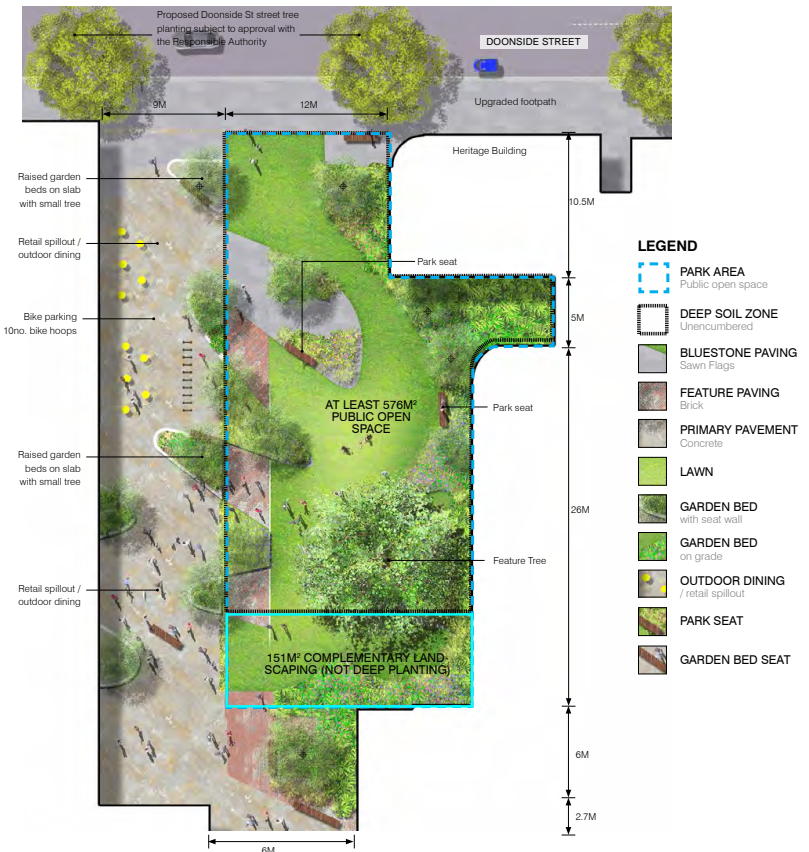 Proposed Doonside St street tree
planting subject to approval with
the Responsible Authority
DOONSIDE STREET
9M
12M
Upgraded footpath
Heritage Building
Raised garden
beds on slab
with small tree
10.5M
Retail spillout /
outdoor dining
Park seat
Bike parking
10no. bike hoops
5M
AT LEAST 576M²
PUBLIC OPEN
SPACE
Park seat
Raised garden
beds on slab
with small tree
26M
Feature Tree
Retail spillout /
outdoor dining
151M² COMPLEMENTARY LAND-
SCAPING (NOT DEEP PLANTING)
6M
2.7M
6M
LEGEND
PARK AREA
Public open space
DEEP SOIL ZONE
Unencumbered
BLUESTONE PAVING
Sawn Flags
FEATURE PAVING
Brick
PRIMARY PAVEMENT
Concrete
LAWN
GARDEN BED
with seat wall
GARDEN BED
on grade
OUTDOOR DINING
/ retail spillout
PARK SEAT
GARDEN BED SEAT